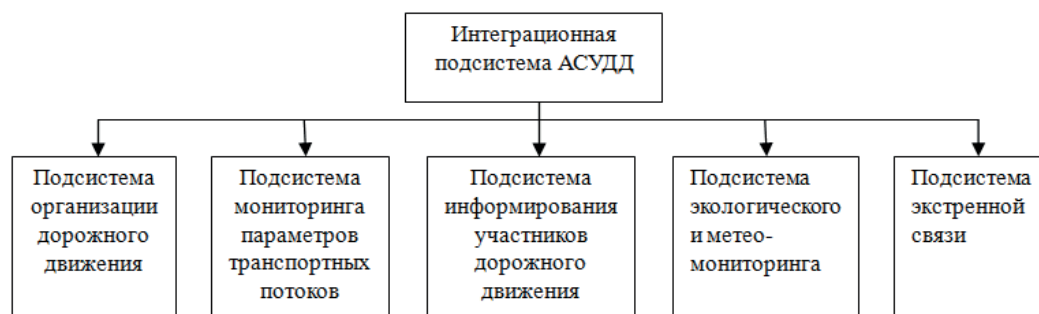 Интеграционная
подсистема АСУДД
Подсистема
организации
дорожного
движения
Подсистема
мониторинга
параметров
транспортных
потоков
Подсистема
информирования
участников
дорожного
движения
Подсистема
экологического
и метео-
мониторинга
Подсистема
экстренной
связи